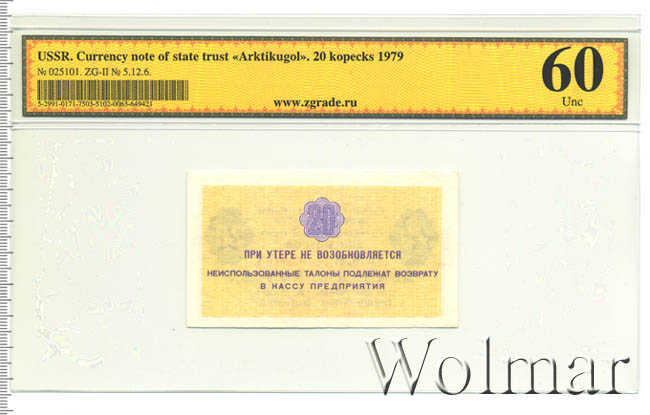 USSR. Currency note of state trust «Arktikugol». 20 kopecks 1979
№ 025101. ZG-II № 5.12.6.
5-2991-0171-7503-5102-0063-649421
www.zgrade.ru
60
Unc
20
ПРИ УТЕРЕ НЕ ВОЗОБНОВЛЯЕТСЯ
НЕИСПОЛЬЗОВАННЫЕ ТАЛОНЫ ПОДЛЕЖАТ ВОЗВРАТУ
В КАССУ ПРЕДПРИЯТИЯ
Wolmar